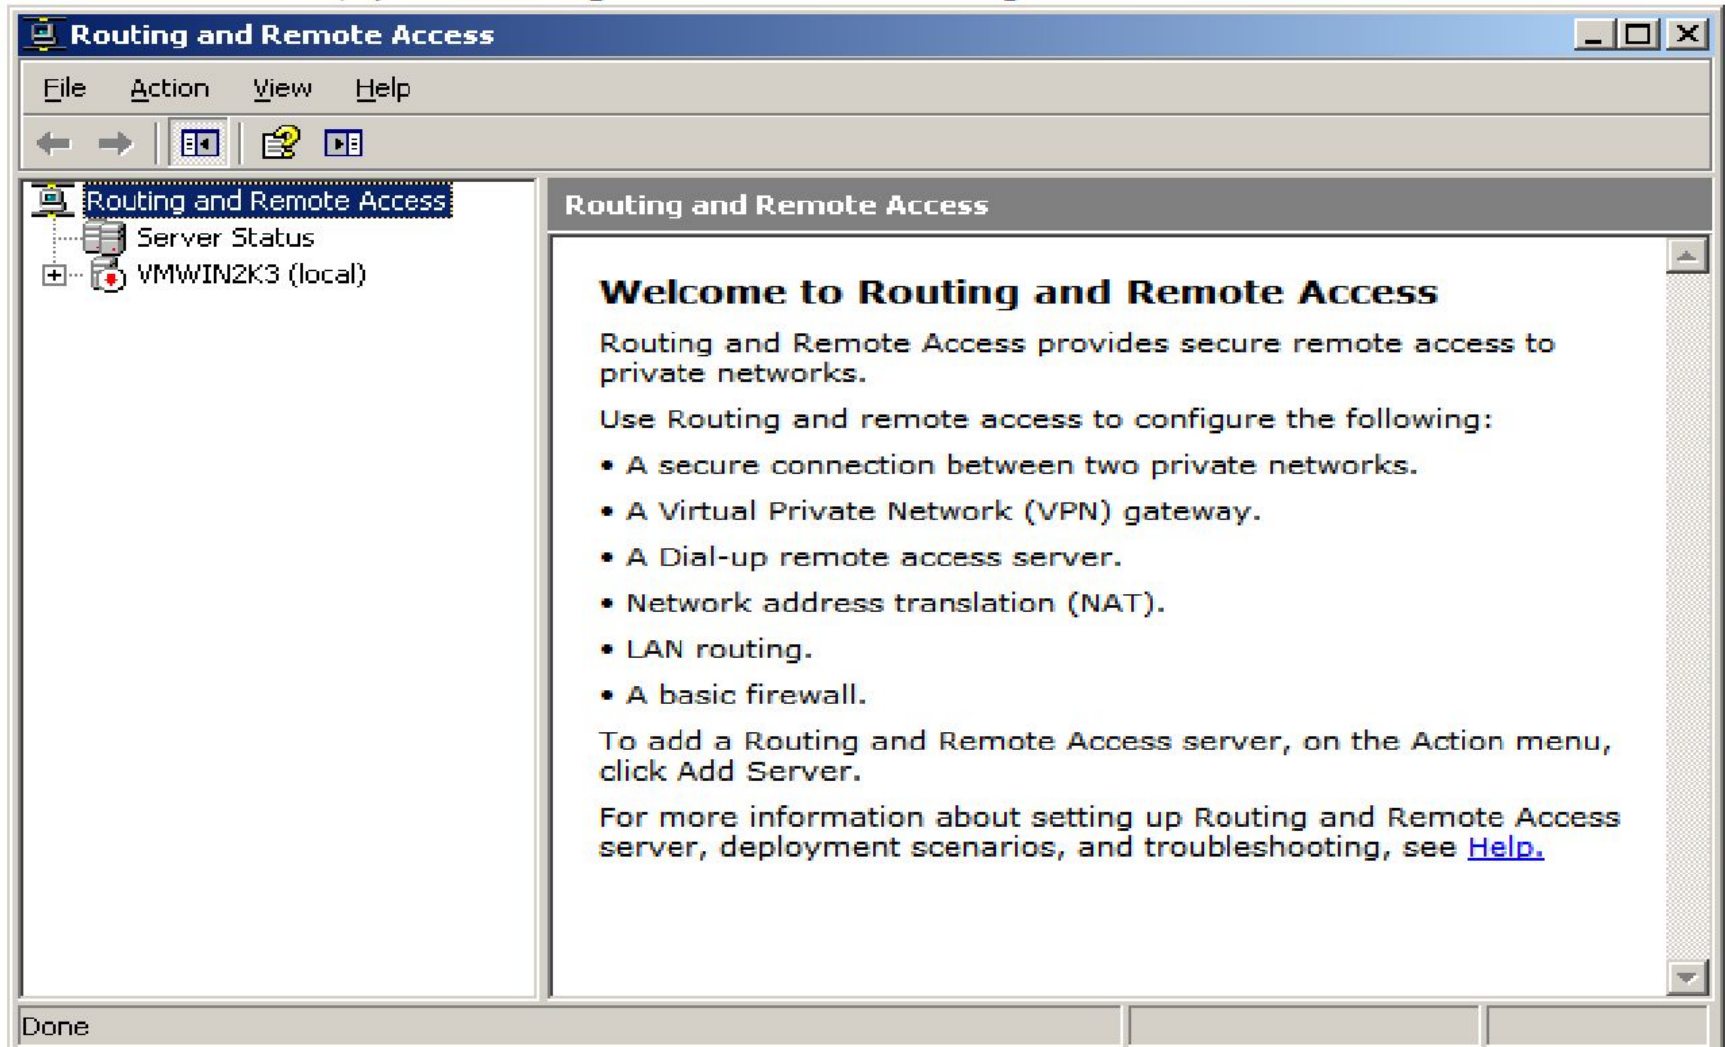 Routing and Remote Access
File Action View Help
Routing and Remote Access
Server Status
VMWIN2K3 (local)
Routing and Remote Access
Welcome to Routing and Remote Access
Routing and Remote Access provides secure remote access to
private networks.
Use Routing and remote access to configure the following:
• A secure connection between two private networks.
• A Virtual Private Network (VPN) gateway.
• A Dial-up remote access server.
• Network address translation (NAT).
• LAN routing.
• A basic firewall.
To add a Routing and Remote Access server, on the Action menu,
click Add Server.
For more information about setting up Routing and Remote Access
server, deployment scenarios, and troubleshooting, see Help.
Done